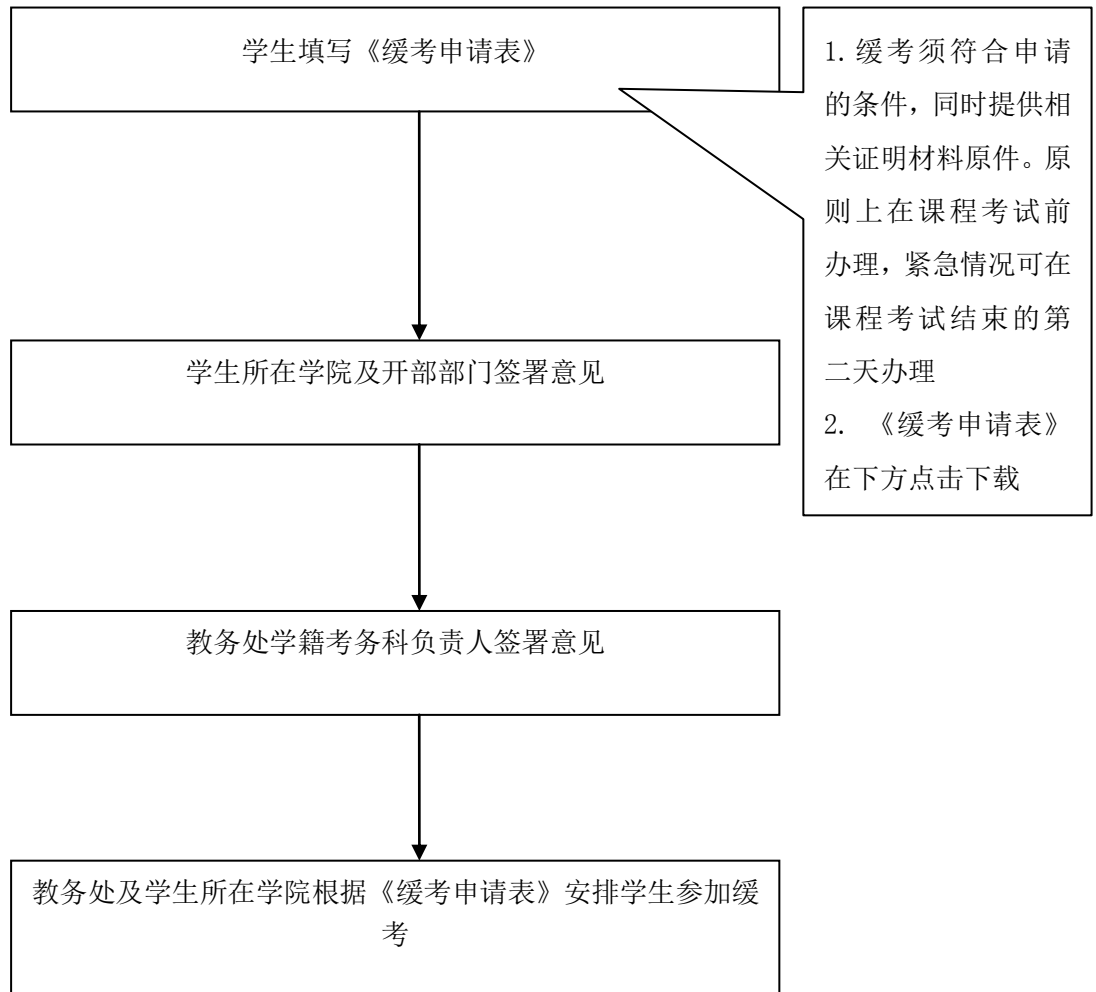 学生填写《缓考申请表》
1. 缓考须符合申请
的条件，同时提供相
关证明材料原件。原
则上在课程考试前
办理，紧急情况可在
课程考试结束的第
二天办理
2. 《缓考申请表》
在下方点击下载
学生所在学院及开部部门签署意见
教务处学籍考务科负责人签署意见
教务处及学生所在学院根据《缓考申请表》安排学生参加缓
考